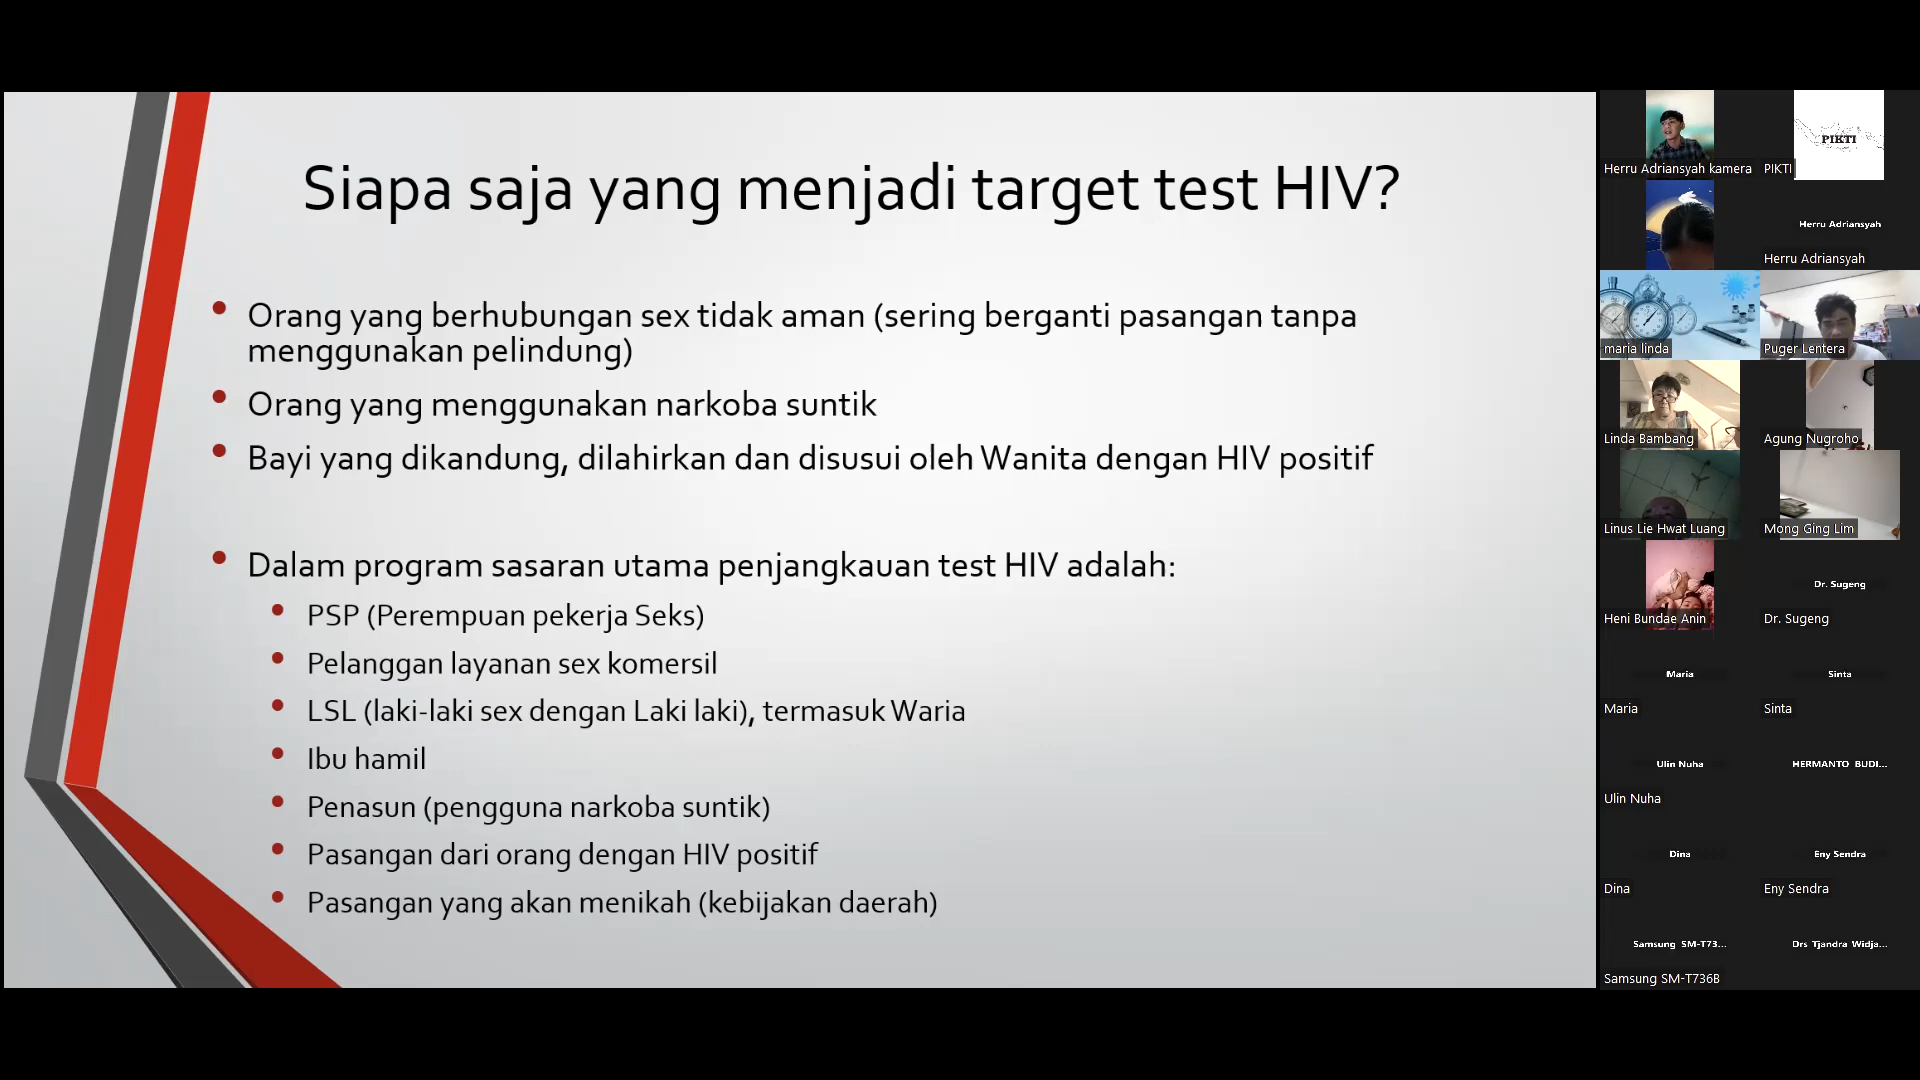 Siapa saja yang menjadi target test HIV?
• Orang yang berhubungan sex tidak aman (sering berganti pasangan tanpa
menggunakan pelindung)
• Orang yang menggunakan narkoba suntik
• Bayi yang dikandung, dilahirkan dan disusui oleh Wanita dengan HIV positif
• Dalam program sasaran utama penjangkauan test HIV adalah:
• PSP (Perempuan pekerja Seks)
• Pelanggan layanan sex komersil
• LSL (laki-laki sex dengan Laki laki), termasuk Waria
• Ibu hamil
• Penasun (pengguna narkoba suntik)
• Pasangan dari orang dengan HIV positif
• Pasangan yang akan menikah (kebijakan daerah)
Herru Adriansyah kamera
PIKTI
PIKTI
Herru Adriansyah
Herru Adriansyah
maria linda
Puger Lentera
Linda Bambang
Agung Nugroho
Linus Lie Hwat Luang
Mong Ging Lim
Heni Bundae Anin
Dr. Sugeng
Dr. Sugeng
Maria
Maria
Sinta
Sinta
Ulin Nuha
Ulin Nuha
HERMANTO BUDI...
Dina
Dina
Eny Sendra
Eny Sendra
Samsung SM-T73...
Samsung SM-T736B
Drs Tjandra Widja...